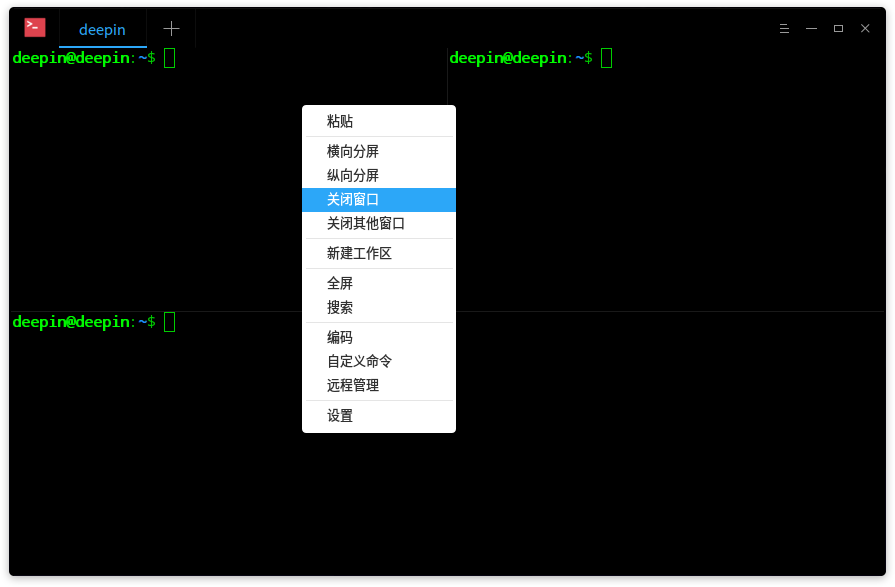 >_ deepin
deepin@deepin:~$ deepin@deepin:~$
粘贴
横向分屏
纵向分屏
关闭窗口
关闭其他窗口
新建工作区
全屏
搜索
deepin@deepin:~$
编码
自定义命令
远程管理
设置